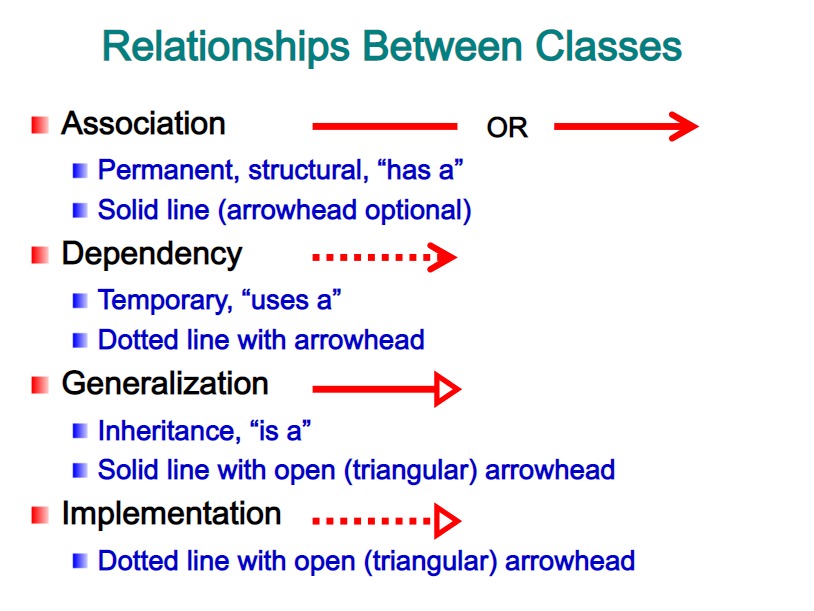 Relationships Between Classes
Association
OR
Permanent, structural, “has a”
Solid line (arrowhead optional)
Dependency
Temporary, “uses a”
Dotted line with arrowhead
Generalization
Inheritance, “is a”
Solid line with open (triangular) arrowhead
Implementation
Dotted line with open (triangular) arrowhead